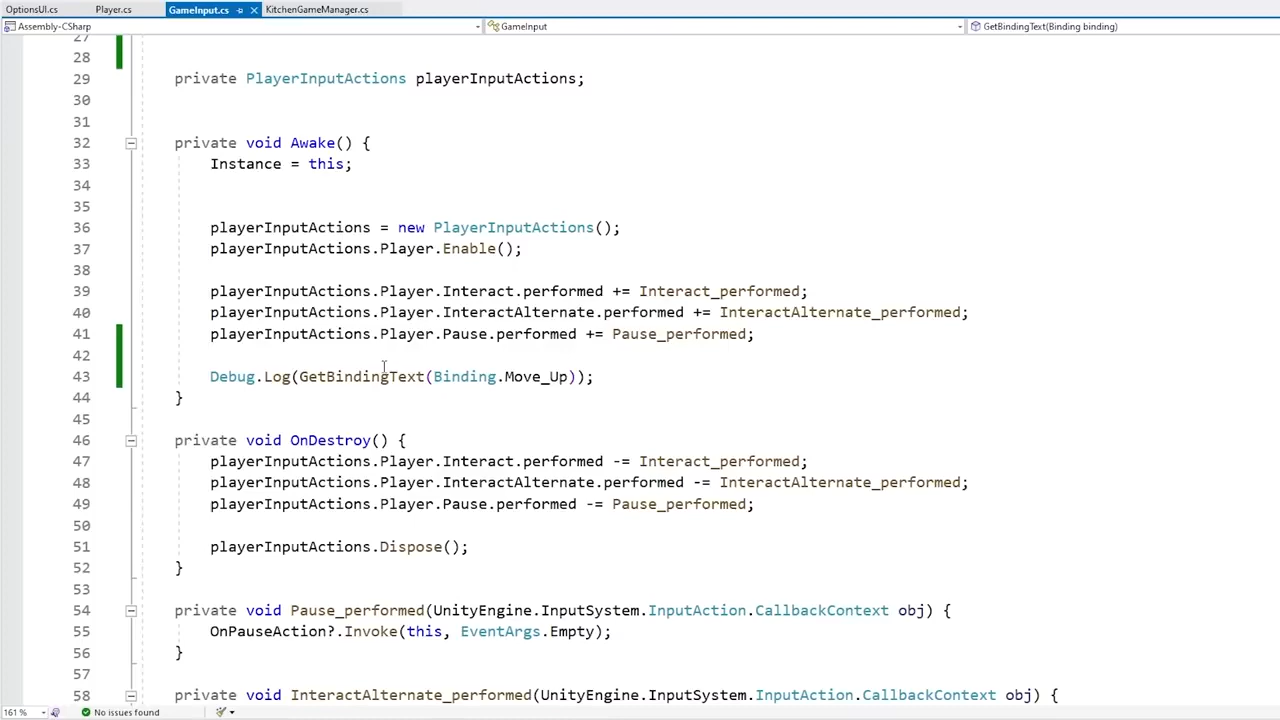 OptionsUI.cs Player.cs GameInput.cs KitchenGameManager.cs
Assembly-CSharp GameInput GetBindingText(Binding binding)
27
28
29 private PlayerInputActions playerInputActions;
30
31
32 private void Awake() {
33 Instance = this;
34
35
36 playerInputActions = new PlayerInputActions();
37 playerInputActions.Player.Enable();
38
39 playerInputActions.Player.Interact.performed += Interact_performed;
40 playerInputActions.Player.InteractAlternate.performed += InteractAlternate_performed;
41 playerInputActions.Player.Pause.performed += Pause_performed;
42
43 Debug.Log(GetBindingText(Binding.Move_Up));
44 }
45
46 private void OnDestroy() {
47 playerInputActions.Player.Interact.performed -= Interact_performed;
48 playerInputActions.Player.InteractAlternate.performed -= InteractAlternate_performed;
49 playerInputActions.Player.Pause.performed -= Pause_performed;
50
51 playerInputActions.Dispose();
52 }
53
54 private void Pause_performed(UnityEngine.InputSystem.InputAction.CallbackContext obj) {
55 OnPauseAction?.Invoke(this, EventArgs.Empty);
56 }
57
58 private void InteractAlternate_performed(UnityEngine.InputSystem.InputAction.CallbackContext obj) {
161 % No issues found